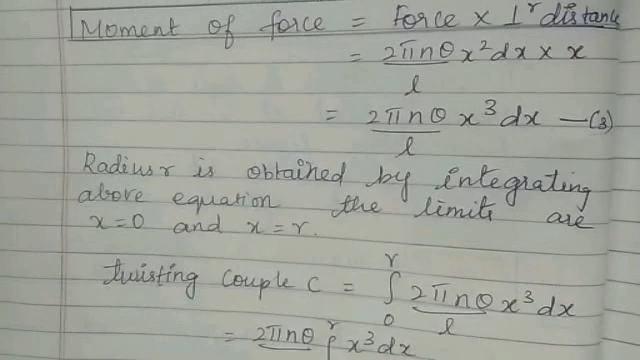 Moment of force = Force × ⊥ʳ distance
= 2πnθ/l x² dx × x
= 2πnθ/l x³ dx —(3)
Radius r is obtained by integrating
above equation the limits are
x=0 and x=r.
twisting couple C = ∫₀ʳ 2πnθ/l x³ dx
= 2πnθ ∫ʳ x³ dx